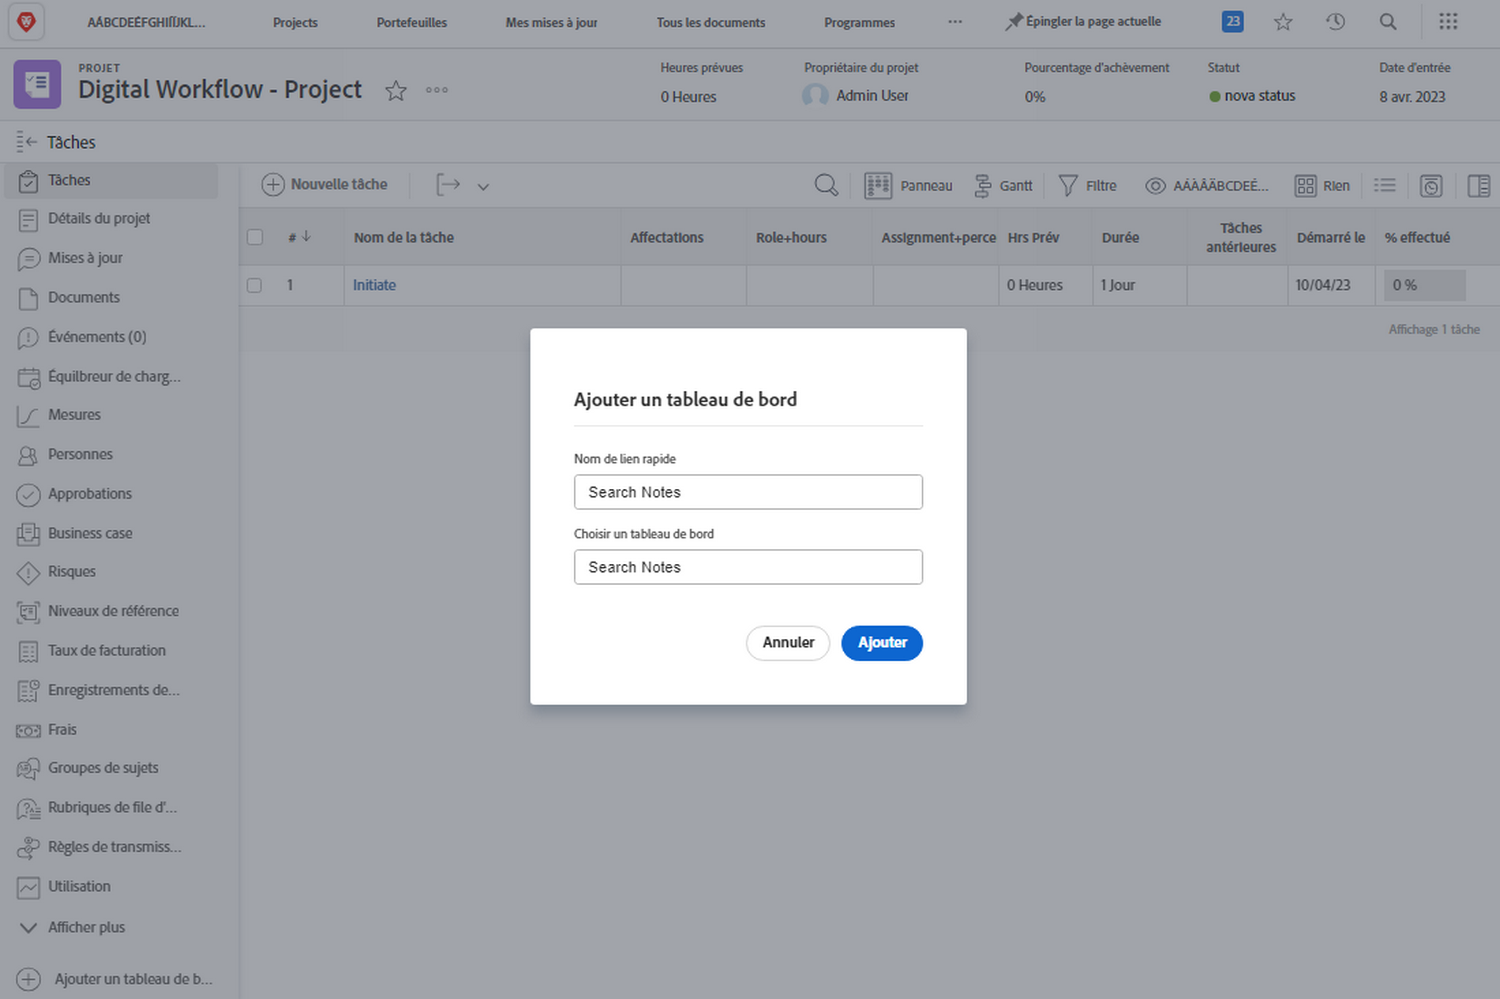 AÁBCDEÉFGHIÍÏJKL...
Projects
Portefeuilles
Mes mises à jour
Tous les documents
Programmes
Épingler la page actuelle
23
PROJET
Digital Workflow - Project
Heures prévues
0 Heures
Propriétaire du projet
Admin User
Pourcentage d'achèvement
0%
Statut
nova status
Date d'entrée
8 avr. 2023
Tâches
Tâches
Détails du projet
Mises à jour
Documents
Événements (0)
Équilbreur de charg...
Mesures
Personnes
Approbations
Business case
Risques
Niveaux de référence
Taux de facturation
Enregistrements de...
Frais
Groupes de sujets
Rubriques de file d'...
Règles de transmiss...
Utilisation
Afficher plus
Ajouter un tableau de b...
Nouvelle tâche
Panneau
Gantt
Filtre
AÁÀÂÄBCDEÉ...
Rien
#
Nom de la tâche
Affectations
Role+hours
Assignment+perce
Hrs Prév
Durée
Tâches antérieures
Démarré le
% effectué
1
Initiate
0 Heures
1 Jour
10/04/23
0 %
Affichage 1 tâche
Ajouter un tableau de bord
Nom de lien rapide
Search Notes
Choisir un tableau de bord
Search Notes
Annuler
Ajouter